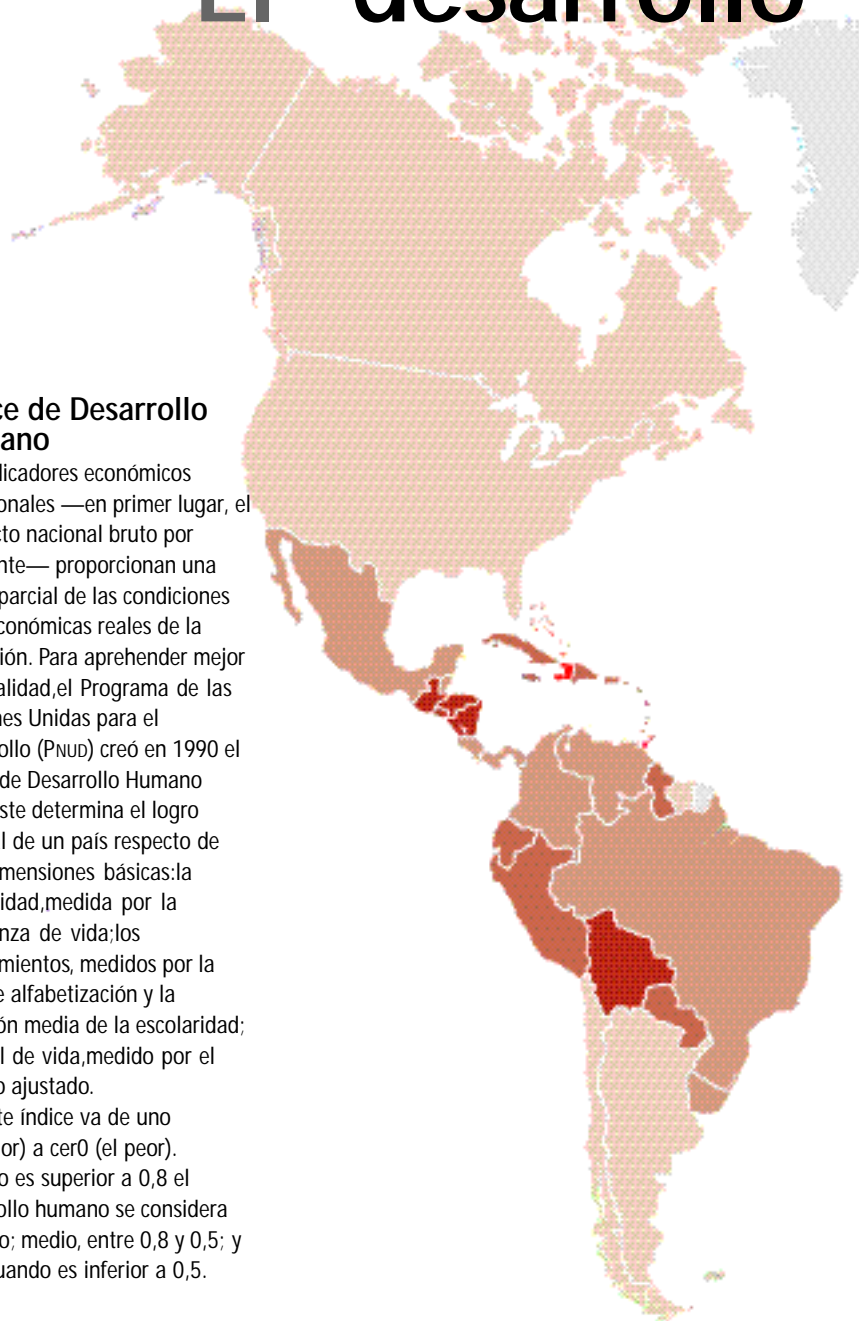 El desarrollo
ce de Desarrollo
ano
licadores económicos
onales —en primer lugar, el
cto nacional bruto por
nte— proporcionan una
parcial de las condiciones
conómicas reales de la
ión. Para aprehender mejor
alidad,el Programa de las
nes Unidas para el
ollo (PNUD) creó en 1990 el
de Desarrollo Humano
ste determina el logro
l de un país respecto de
mensiones básicas:la
idad,medida por la
nza de vida;los
mientos, medidos por la
e alfabetización y la
ón media de la escolaridad;
l de vida,medido por el
o ajustado.
te índice va de uno
or) a cer0 (el peor).
o es superior a 0,8 el
ollo humano se considera
o; medio, entre 0,8 y 0,5; y
uando es inferior a 0,5.